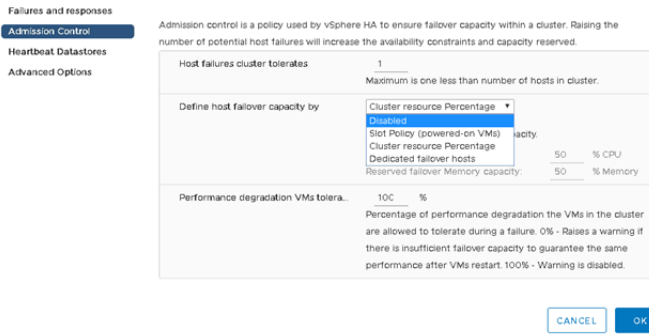 Failures and responses
Admission Control
Heartbeat Datastores
Advanced Options
Admission control is a policy used by vSphere HA to ensure failover capacity within a cluster. Raising the
number of potential host failures will increase the availability constraints and capacity reserved.
Host failures cluster tolerates 1
Maximum is one less than number of hosts in cluster.
Define host failover capacity by Cluster resource Percentage
Disabled
Slot Policy (powered-on VMs) acity.
Cluster resource Percentage
50 % CPU
Dedicated failover hosts
Reserved failover Memory capacity: 50 % Memory
Performance degradation VMs tolera... 10C %
Percentage of performance degradation the VMs in the cluster
are allowed to tolerate during a failure. 0% - Raises a warning if
there is insufficient failover capacity to guarantee the same
performance after VMs restart. 100% - Warning is disabled.
CANCEL OK